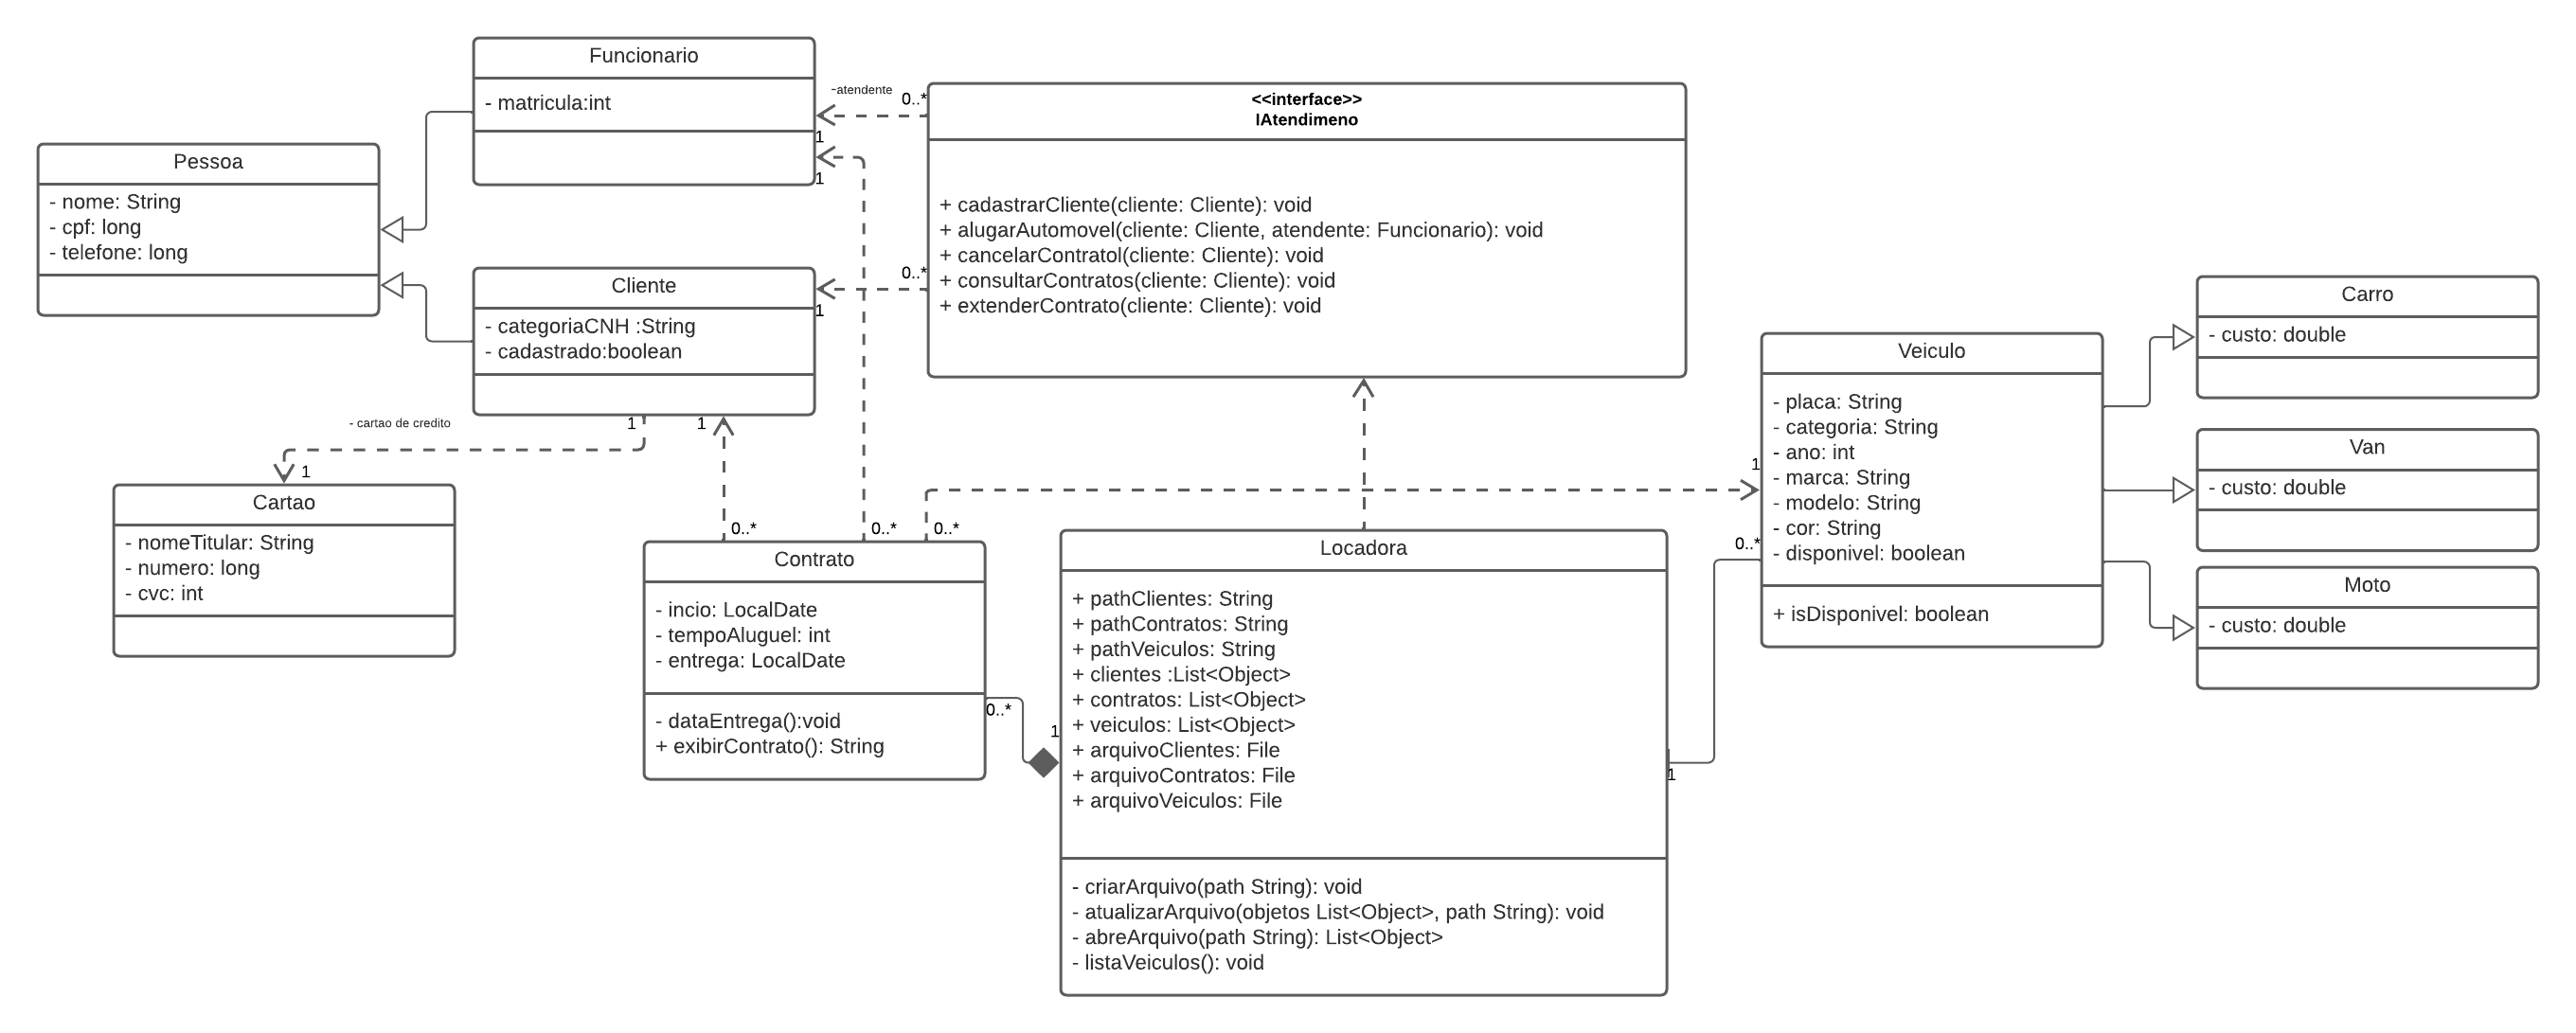 Funcionario
- matricula:int
Pessoa
- nome: String
- cpf: long
- telefone: long
Cliente
- categoriaCNH :String
- cadastrado:boolean
-atendente
0..*
1
1
0..*
1
<<interface>>
IAtendimeno
+ cadastrarCliente(cliente: Cliente): void
+ alugarAutomovel(cliente: Cliente, atendente: Funcionario): void
+ cancelarContratol(cliente: Cliente): void
+ consultarContratos(cliente: Cliente): void
+ extenderContrato(cliente: Cliente): void
- cartao de credito
1
1
1
Cartao
- nomeTitular: String
- numero: long
- cvc: int
0..*
0..*
0..*
Contrato
- incio: LocalDate
- tempoAluguel: int
- entrega: LocalDate
- dataEntrega():void
+ exibirContrato(): String
0..*
1
Locadora
+ pathClientes: String
+ pathContratos: String
+ pathVeiculos: String
+ clientes :List<Object>
+ contratos: List<Object>
+ veiculos: List<Object>
+ arquivoClientes: File
+ arquivoContratos: File
+ arquivoVeiculos: File
- criarArquivo(path String): void
- atualizarArquivo(objetos List<Object>, path String): void
- abreArquivo(path String): List<Object>
- listaVeiculos(): void
1
1
0..*
Veiculo
- placa: String
- categoria: String
- ano: int
- marca: String
- modelo: String
- cor: String
- disponivel: boolean
+ isDisponivel: boolean
Carro
- custo: double
Van
- custo: double
Moto
- custo: double